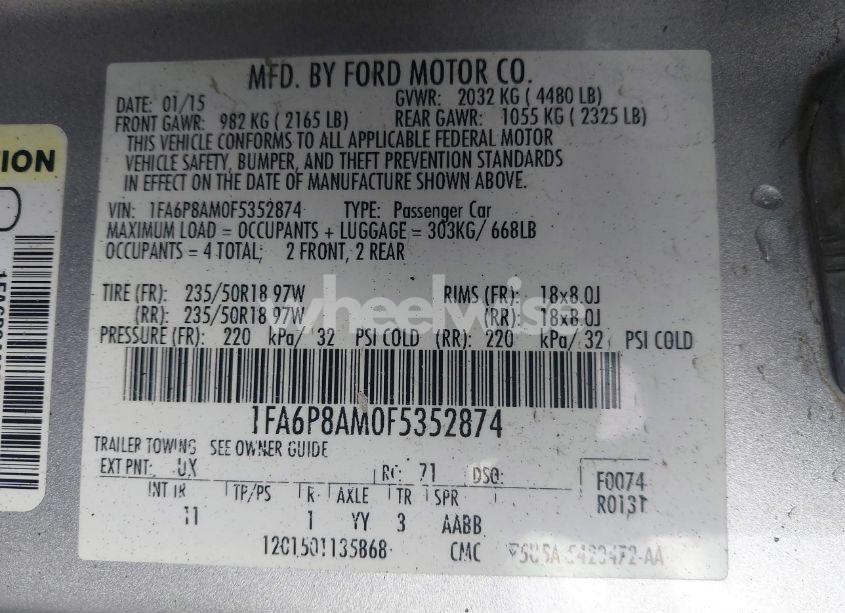 MFD. BY FORD MOTOR CO.
DATE: 01/15 GVWR: 2032 KG ( 4480 LB)
FRONT GAWR: 982 KG ( 2165 LB) REAR GAWR: 1055 KG ( 2325 LB)
THIS VEHICLE CONFORMS TO ALL APPLICABLE FEDERAL MOTOR
VEHICLE SAFETY, BUMPER, AND THEFT PREVENTION STANDARDS
IN EFFECT ON THE DATE OF MANUFACTURE SHOWN ABOVE.
VIN: 1FA6P8AM0F5352874 TYPE: Passenger Car
MAXIMUM LOAD = OCCUPANTS + LUGGAGE = 303KG/ 668LB
OCCUPANTS = 4 TOTAL; 2 FRONT, 2 REAR
TIRE (FR): 235/50R18 97W RIMS (FR): 18x8.0J
(RR): 235/50R18 97W (RR): 18x8.0J
PRESSURE (FR): 220 kPa/ 32 PSI COLD (RR): 220 kPa/ 32 PSI COLD
1FA6P8AM0F5352874
TRAILER TOWING SEE OWNER GUIDE
EXT PNT: UX RC: 71 DSO: F0074
INT TR TP/PS R AXLE TR SPR R0131
11 1 YY 3 AABB
1201501135868 CMC
TION
wheelwise